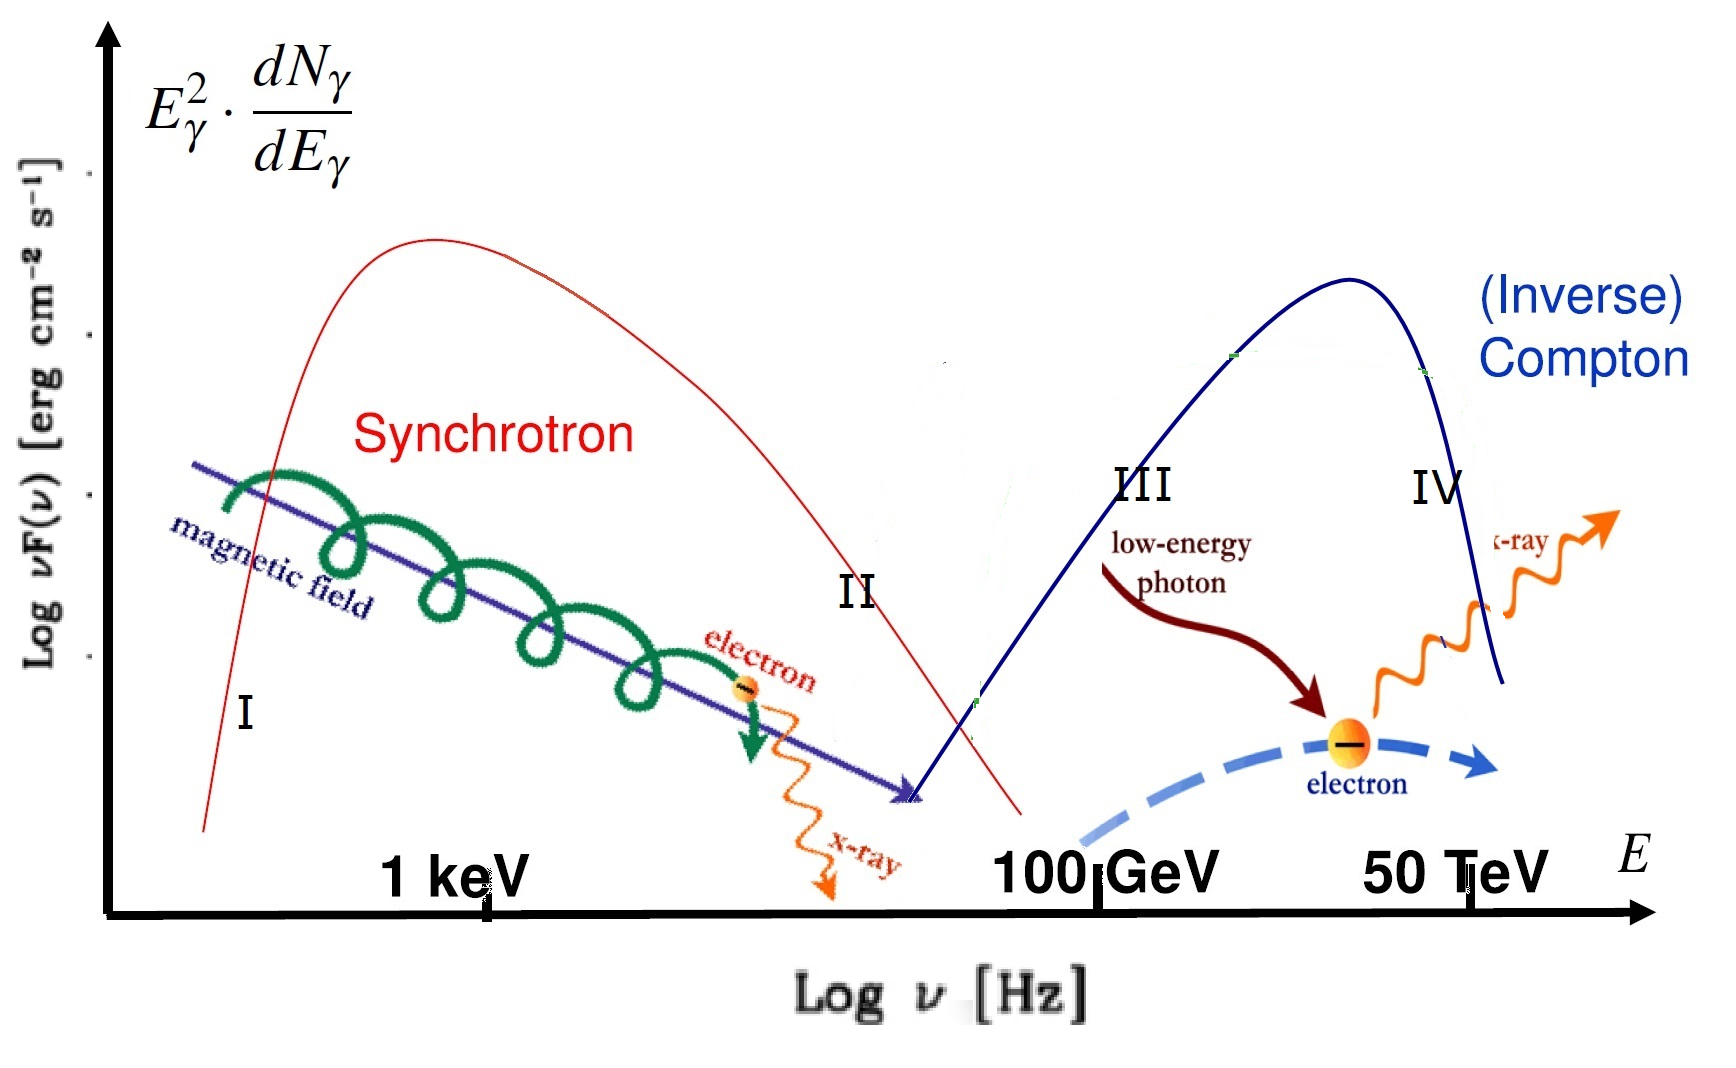 E_γ^2 · dN_γ / dE_γ
Log νF(ν) [erg cm⁻² s⁻¹]
(Inverse)
Compton
Synchrotron
III
IV
low-energy
photon
x-ray
magnetic field
II
electron
I
electron
x-ray
1 keV
100 GeV
50 TeV
E
Log ν [Hz]